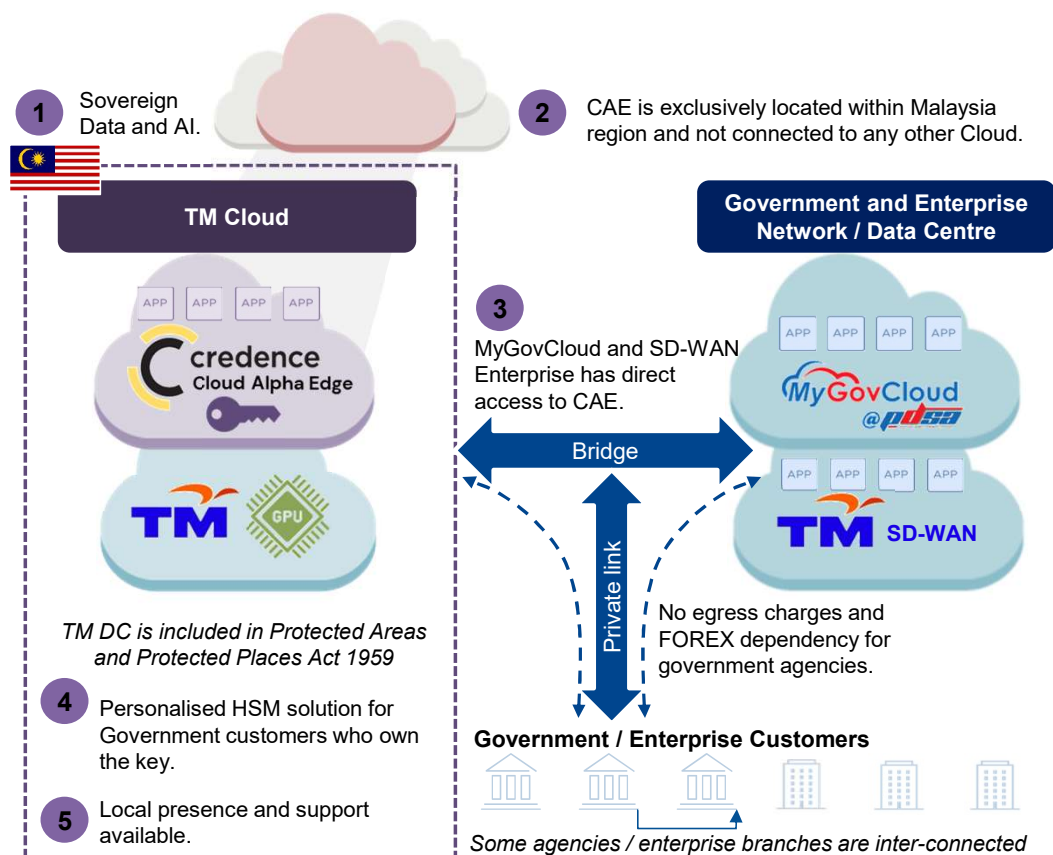 1
Sovereign
Data and AI.
2
CAE is exclusively located within Malaysia
region and not connected to any other Cloud.
TM Cloud
Government and Enterprise
Network / Data Centre
APP APP APP APP
credence
Cloud Alpha Edge
TM
GPU
3
MyGovCloud and SD-WAN
Enterprise has direct
access to CAE.
APP APP APP APP
MyGovCloud
@pdsa
Bridge
APP APP APP APP
TM SD-WAN
Private link
No egress charges and
FOREX dependency for
government agencies.
TM DC is included in Protected Areas
and Protected Places Act 1959
4
Personalised HSM solution for
Government customers who own
the key.
5
Local presence and support
available.
Government / Enterprise Customers
Some agencies / enterprise branches are inter-connected